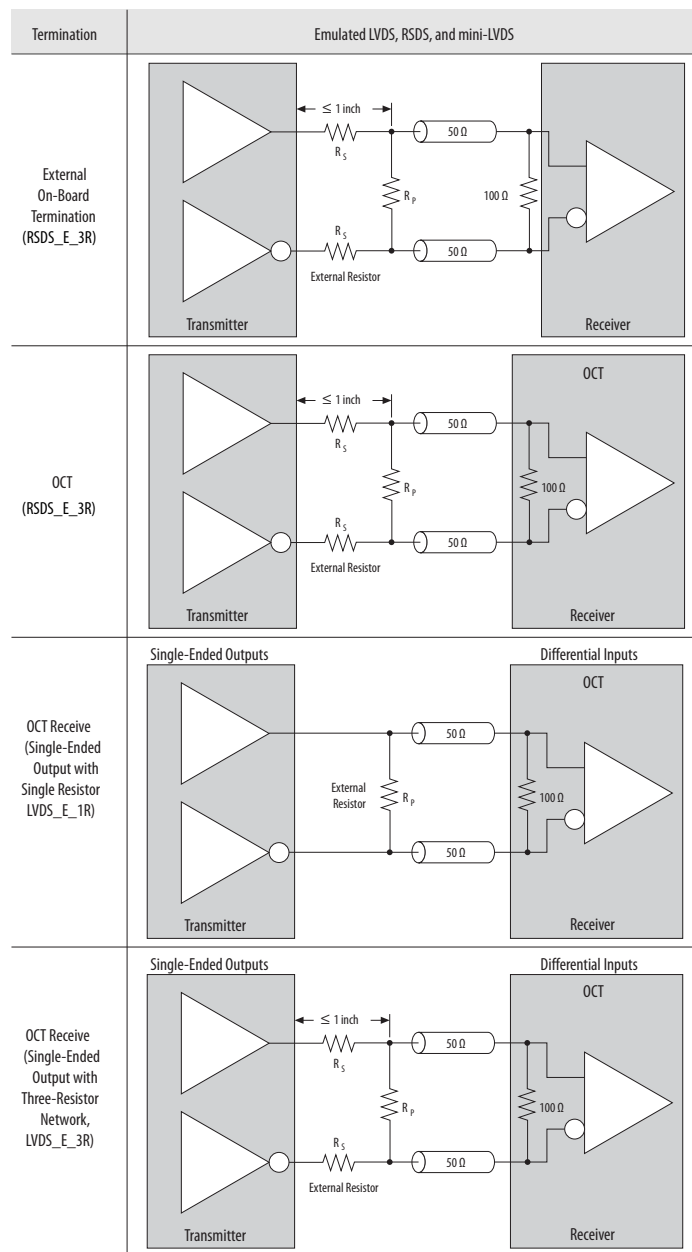 Termination
Emulated LVDS, RSDS, and mini-LVDS
External
On-Board
Termination
(RSDS_E_3R)
≤ 1 inch
50 Ω
R S
R P
100 Ω
R S
50 Ω
External Resistor
Transmitter
Receiver
OCT
(RSDS_E_3R)
OCT
≤ 1 inch
50 Ω
R S
R P
100 Ω
R S
50 Ω
External Resistor
Transmitter
Receiver
OCT Receive
(Single-Ended
Output with
Single Resistor
LVDS_E_1R)
Single-Ended Outputs
Differential Inputs
OCT
50 Ω
External
Resistor
R P
100 Ω
50 Ω
Transmitter
Receiver
OCT Receive
(Single-Ended
Output with
Three-Resistor
Network,
LVDS_E_3R)
Single-Ended Outputs
Differential Inputs
OCT
≤ 1 inch
50 Ω
R S
R P
100 Ω
R S
50 Ω
External Resistor
Transmitter
Receiver